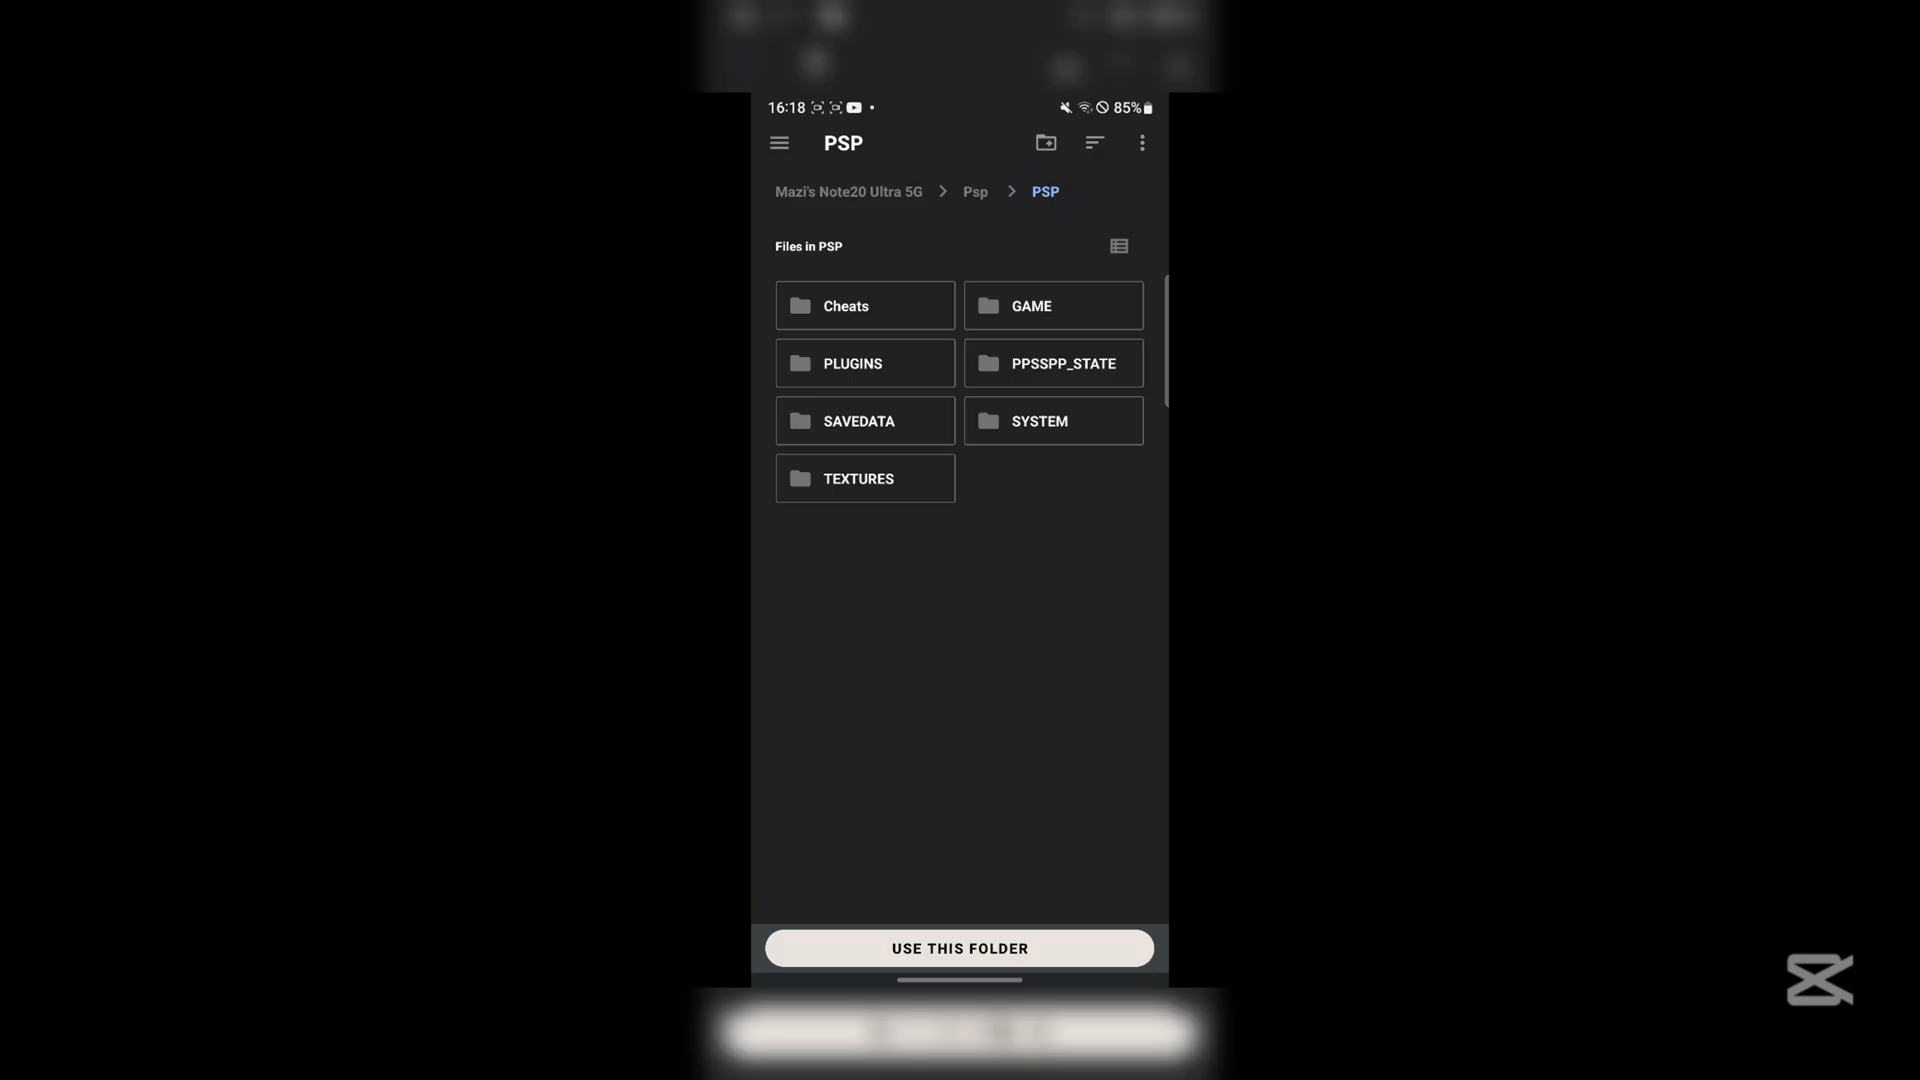 16:18 85%
PSP
Mazi's Note20 Ultra 5G Psp PSP
Files in PSP
Cheats GAME
PLUGINS PPSSPP_STATE
SAVEDATA SYSTEM
TEXTURES
USE THIS FOLDER